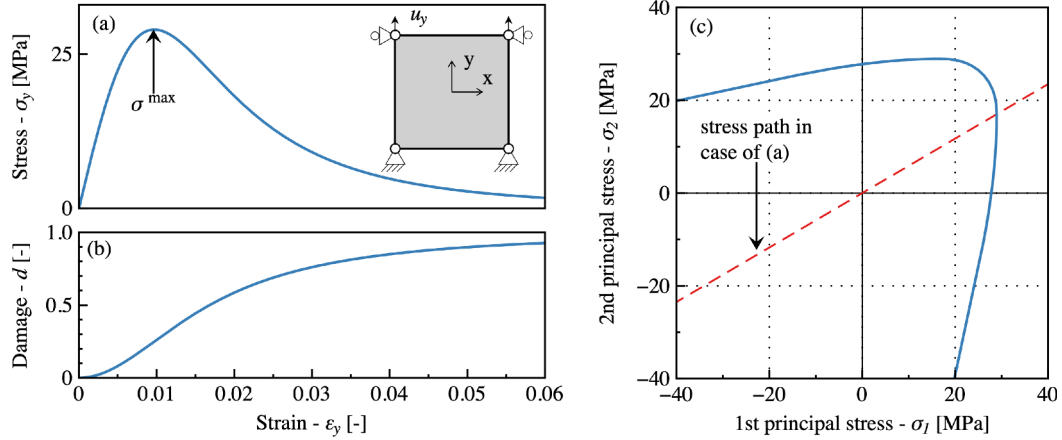 (a)
Stress - σy [MPa]
25
0
σ max
uy
y
x
(b)
Damage - d [-]
1.0
0.5
0
0 0.01 0.02 0.03 0.04 0.05 0.06
Strain - εy [-]
(c)
2nd principal stress - σ2 [MPa]
40
20
0
−20
−40
stress path in
case of (a)
−40 −20 0 20 40
1st principal stress - σ1 [MPa]